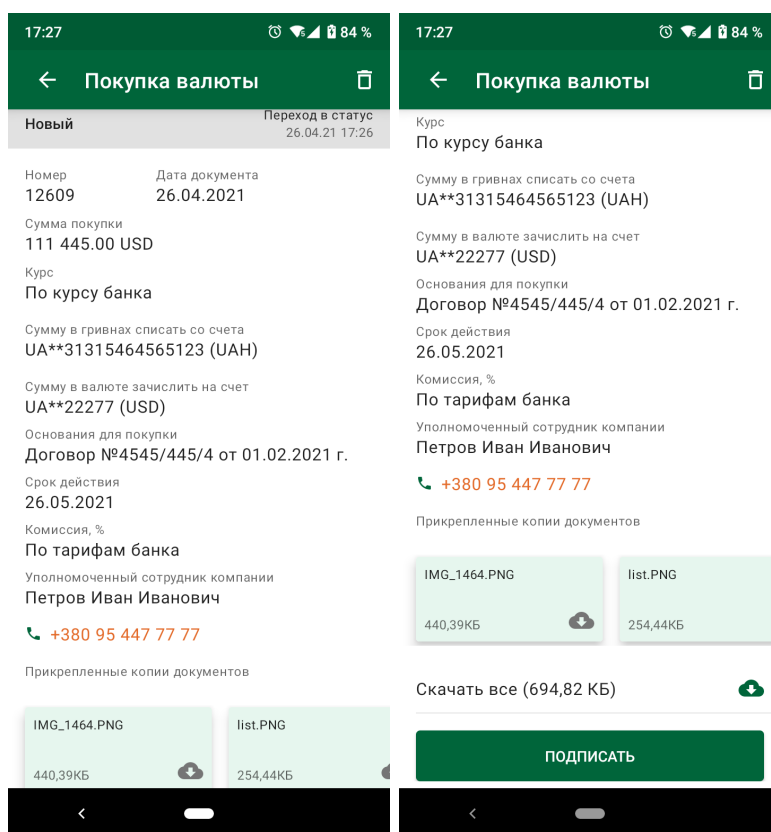 17:27
84 %
Покупка валюты
Новый
Переход в статус
26.04.21 17:26
Номер
Дата документа
12609
26.04.2021
Сумма покупки
111 445.00 USD
Курс
По курсу банка
Сумму в гривнах списать со счета
UA**31315464565123 (UAH)
Сумму в валюте зачислить на счет
UA**22277 (USD)
Основания для покупки
Договор №4545/445/4 от 01.02.2021 г.
Срок действия
26.05.2021
Комиссия, %
По тарифам банка
Уполномоченный сотрудник компании
Петров Иван Иванович
+380 95 447 77 77
Прикрепленные копии документов
IMG_1464.PNG
list.PNG
440,39КБ
254,44КБ
17:27
84 %
Покупка валюты
Курс
По курсу банка
Сумму в гривнах списать со счета
UA**31315464565123 (UAH)
Сумму в валюте зачислить на счет
UA**22277 (USD)
Основания для покупки
Договор №4545/445/4 от 01.02.2021 г.
Срок действия
26.05.2021
Комиссия, %
По тарифам банка
Уполномоченный сотрудник компании
Петров Иван Иванович
+380 95 447 77 77
Прикрепленные копии документов
IMG_1464.PNG
list.PNG
440,39КБ
254,44КБ
Скачать все (694,82 КБ)
ПОДПИСАТЬ